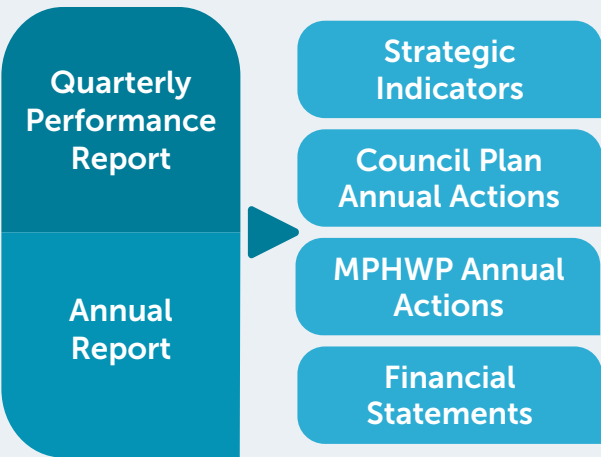 Quarterly
Performance
Report
Annual
Report
Strategic
Indicators
Council Plan
Annual Actions
MPHWP Annual
Actions
Financial
Statements